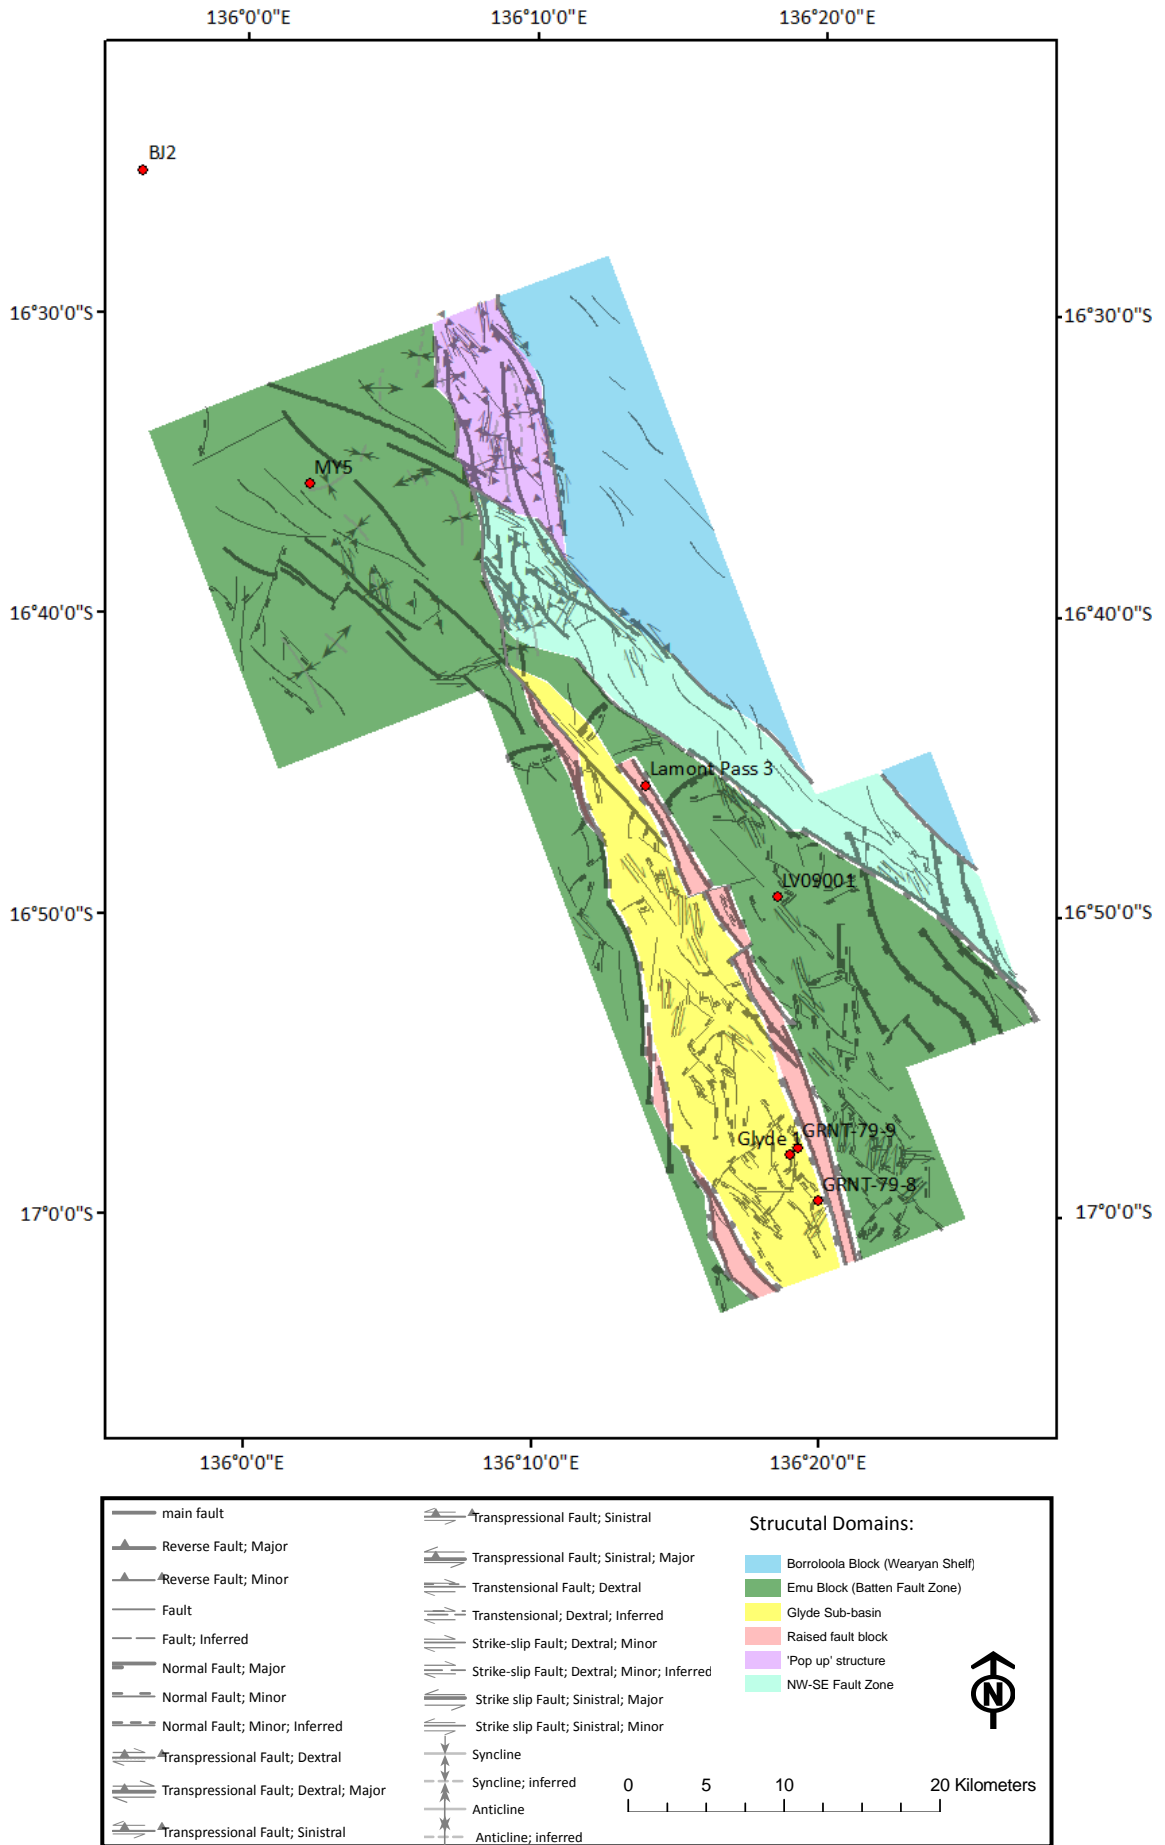 136°0'0"E 136°10'0"E 136°20'0"E
BJ2
16°30'0"S 16°30'0"S
MY5
16°40'0"S 16°40'0"S
Lamont Pass 3
LV09001
16°50'0"S 16°50'0"S
Glyde 1 GRNT-79-9
GRNT-79-8
17°0'0"S 17°0'0"S
136°0'0"E 136°10'0"E 136°20'0"E
main fault
Reverse Fault; Major
Reverse Fault; Minor
Fault
Fault; Inferred
Normal Fault; Major
Normal Fault; Minor
Normal Fault; Minor; Inferred
Transpressional Fault; Dextral
Transpressional Fault; Dextral; Major
Transpressional Fault; Sinistral
Transpressional Fault; Sinistral
Transpressional Fault; Sinistral; Major
Transtensional Fault; Dextral
Transtensional; Dextral; Inferred
Strike-slip Fault; Dextral; Minor
Strike-slip Fault; Dextral; Minor; Inferred
Strike slip Fault; Sinistral; Major
Strike slip Fault; Sinistral; Minor
Syncline
Syncline; inferred
Anticline
Anticline; inferred
Strucutal Domains:
Borroloola Block (Wearyan Shelf)
Emu Block (Batten Fault Zone)
Glyde Sub-basin
Raised fault block
'Pop up' structure
NW-SE Fault Zone
N
0 5 10 20 Kilometers